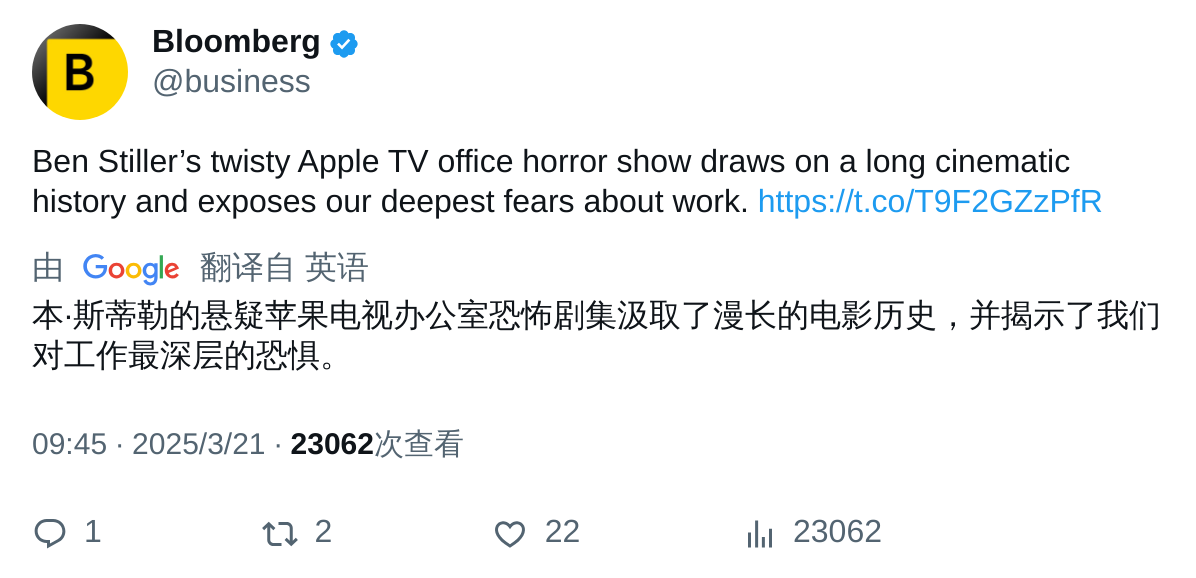 B
Bloomberg
@business
Ben Stiller’s twisty Apple TV office horror show draws on a long cinematic
history and exposes our deepest fears about work. https://t.co/T9F2GZzPfR
由 Google 翻译自 英语
本·斯蒂勒的悬疑苹果电视办公室恐怖剧集汲取了漫长的电影历史，并揭示了我们
对工作最深层的恐惧。
09:45 · 2025/3/21 · 23062次查看
1 2 22 23062